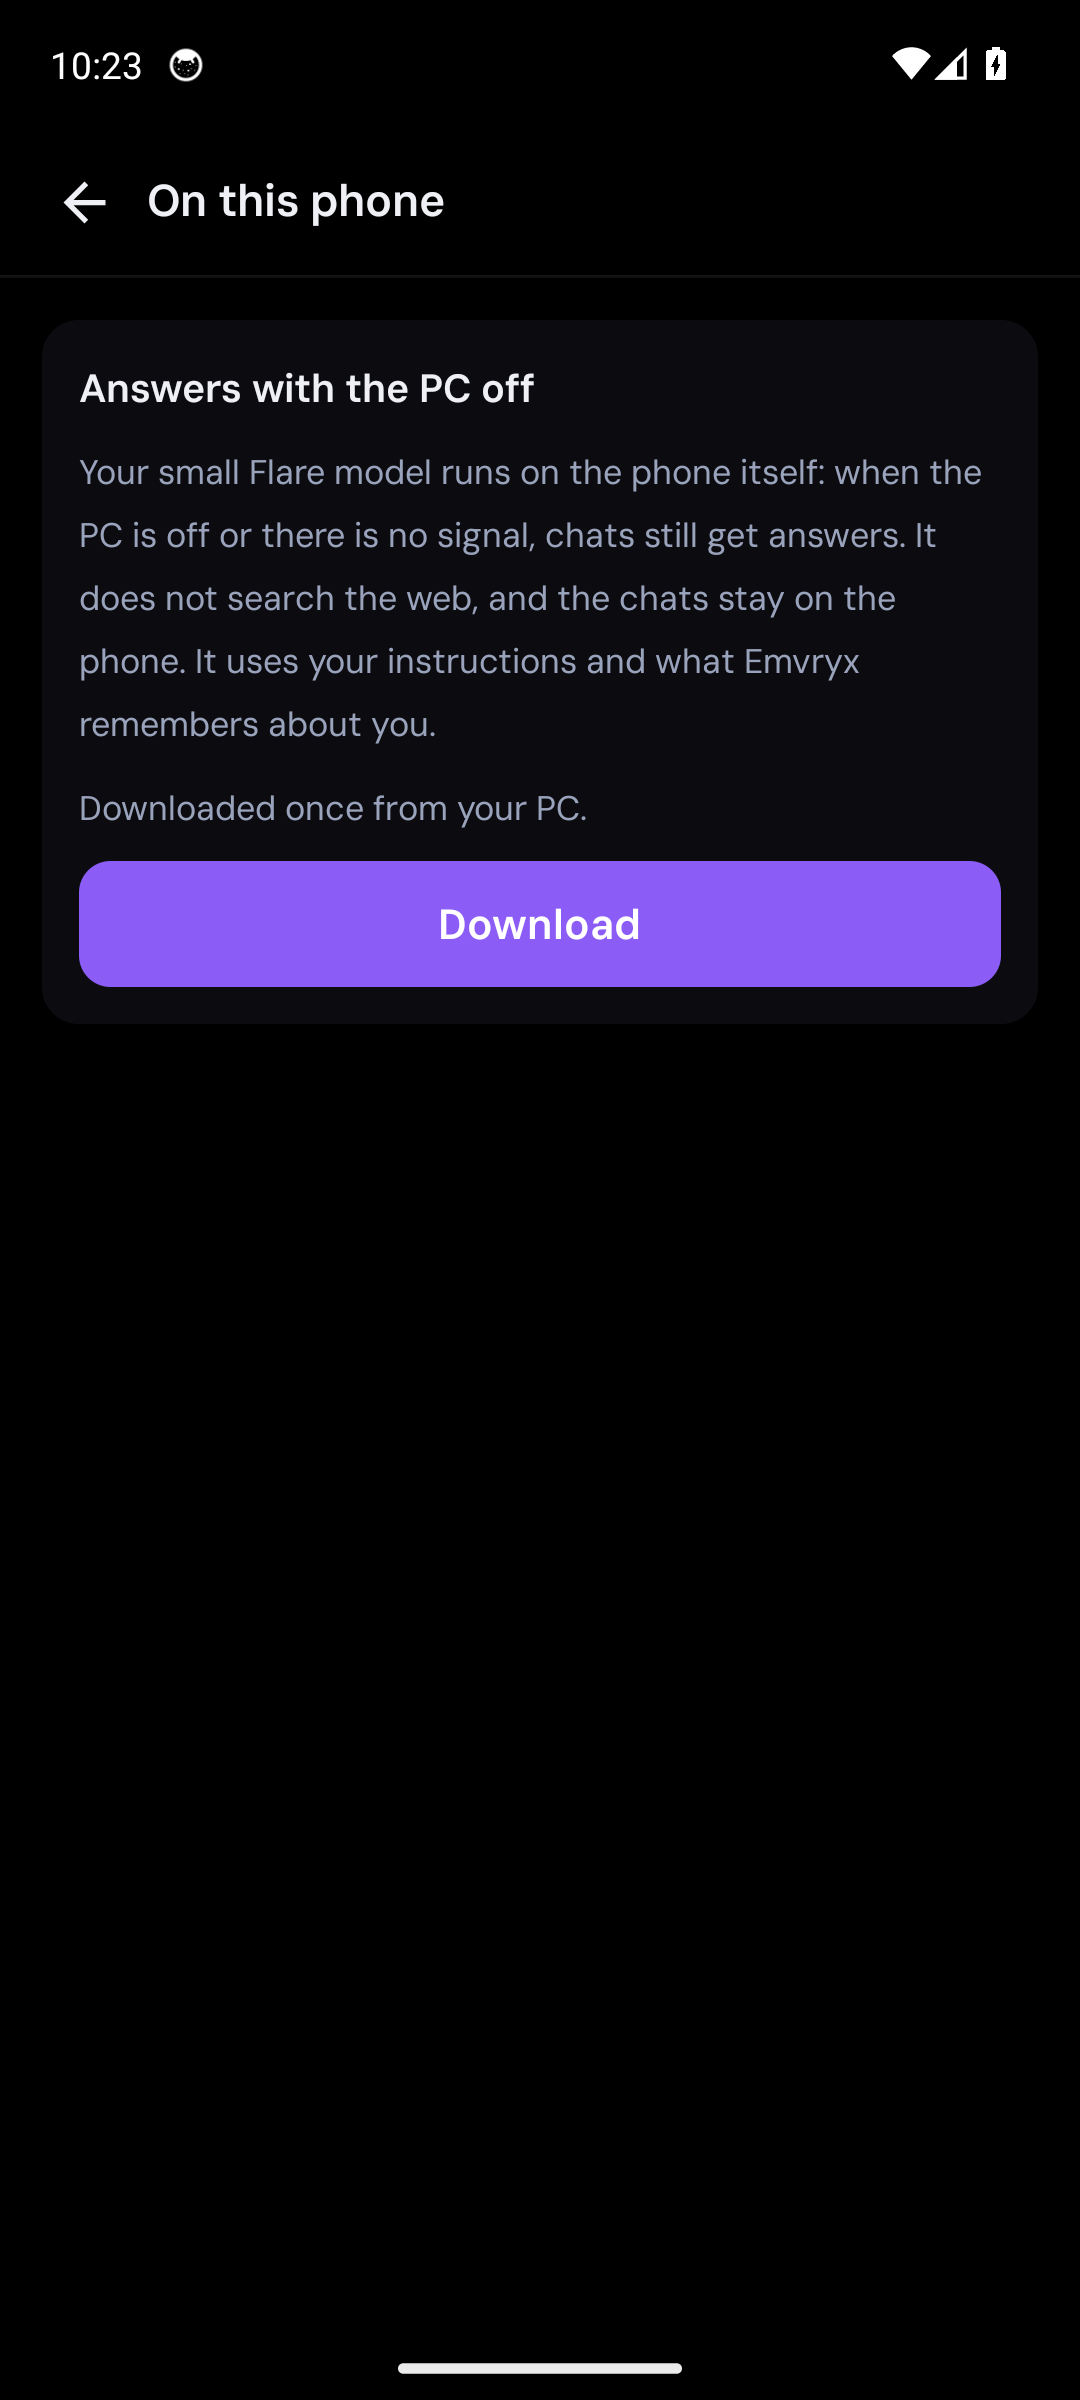 10:23
On this phone
Answers with the PC off
Your small Flare model runs on the phone itself: when the
PC is off or there is no signal, chats still get answers. It
does not search the web, and the chats stay on the
phone. It uses your instructions and what Emvryx
remembers about you.
Downloaded once from your PC.
Download